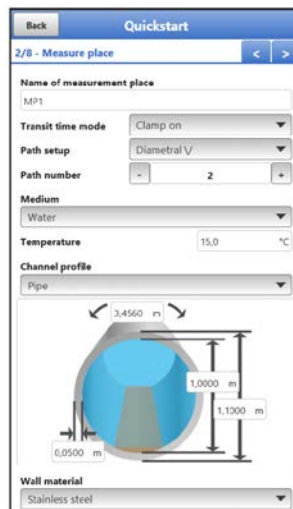 Back Quickstart
2/8 - Measure place < >
Name of measurement place
MP1
Transit time mode Clamp on
Path setup Diametral \/
Path number - 2 +
Medium
Water
Temperature 15,0 °C
Channel profile
Pipe
3,4560 m
1,0000 m
1,1000 m
0,0500 m
Wall material
Stainless steel